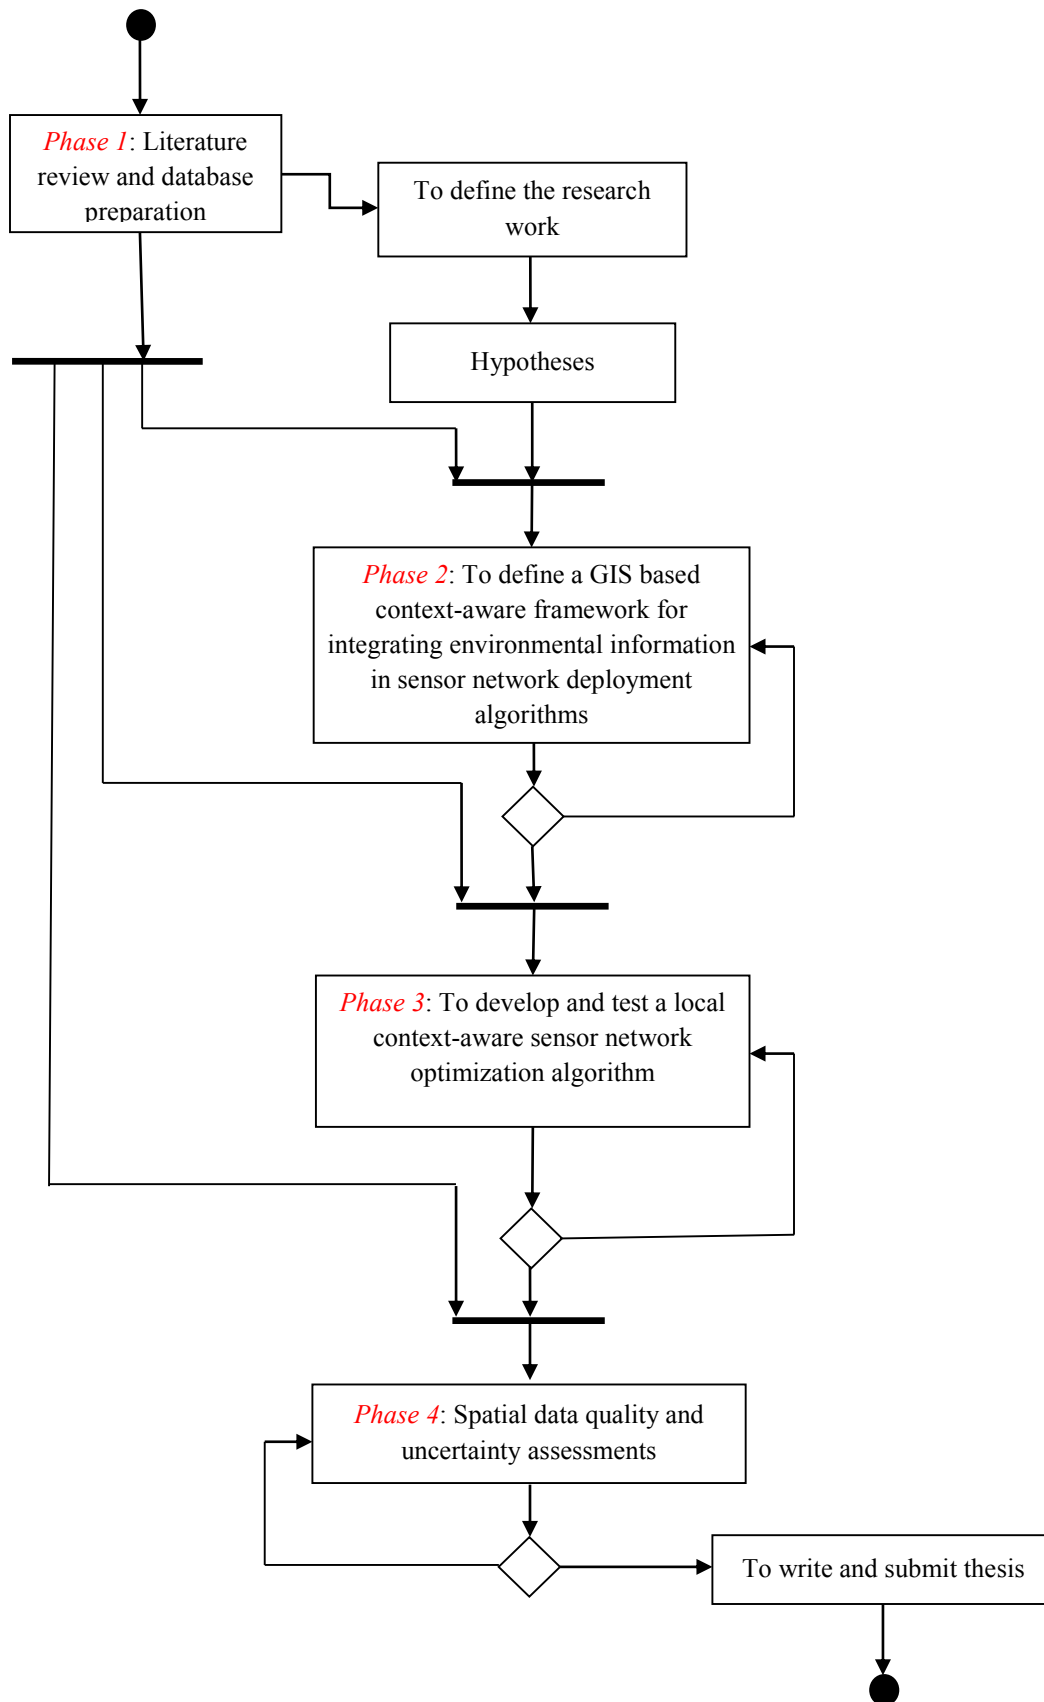 Phase 1: Literature
review and database
preparation
To define the research
work
Hypotheses
Phase 2: To define a GIS based
context-aware framework for
integrating environmental information
in sensor network deployment
algorithms
Phase 3: To develop and test a local
context-aware sensor network
optimization algorithm
Phase 4: Spatial data quality and
uncertainty assessments
To write and submit thesis